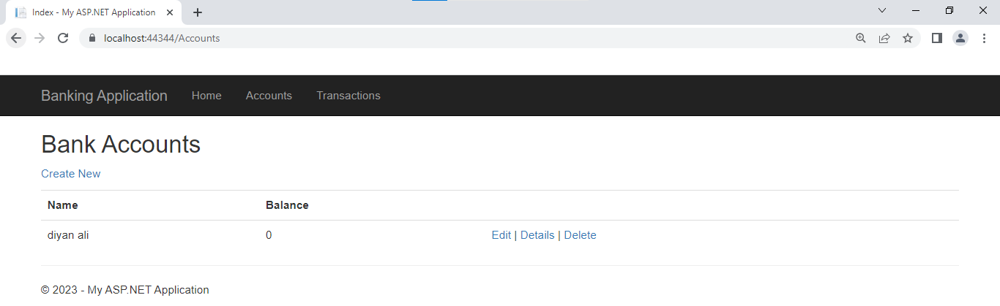 Index - My ASP.NET Application
localhost:44344/Accounts
Banking Application Home Accounts Transactions
Bank Accounts
Create New
Name Balance
diyan ali 0 Edit | Details | Delete
© 2023 - My ASP.NET Application